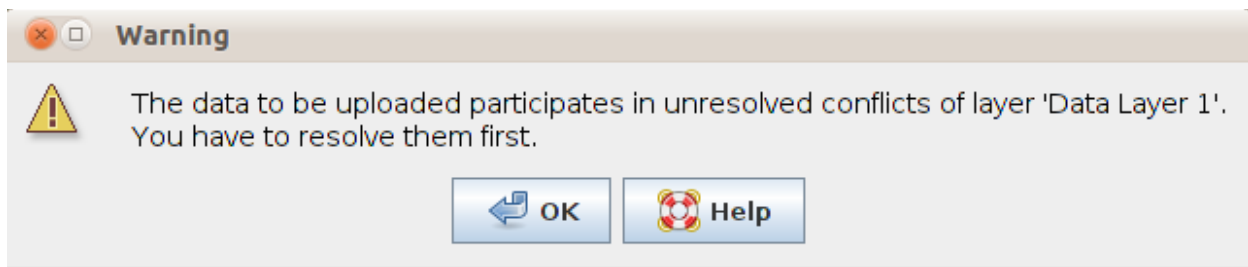 Warning
The data to be uploaded participates in unresolved conflicts of layer 'Data Layer 1'.
You have to resolve them first.
OK
Help